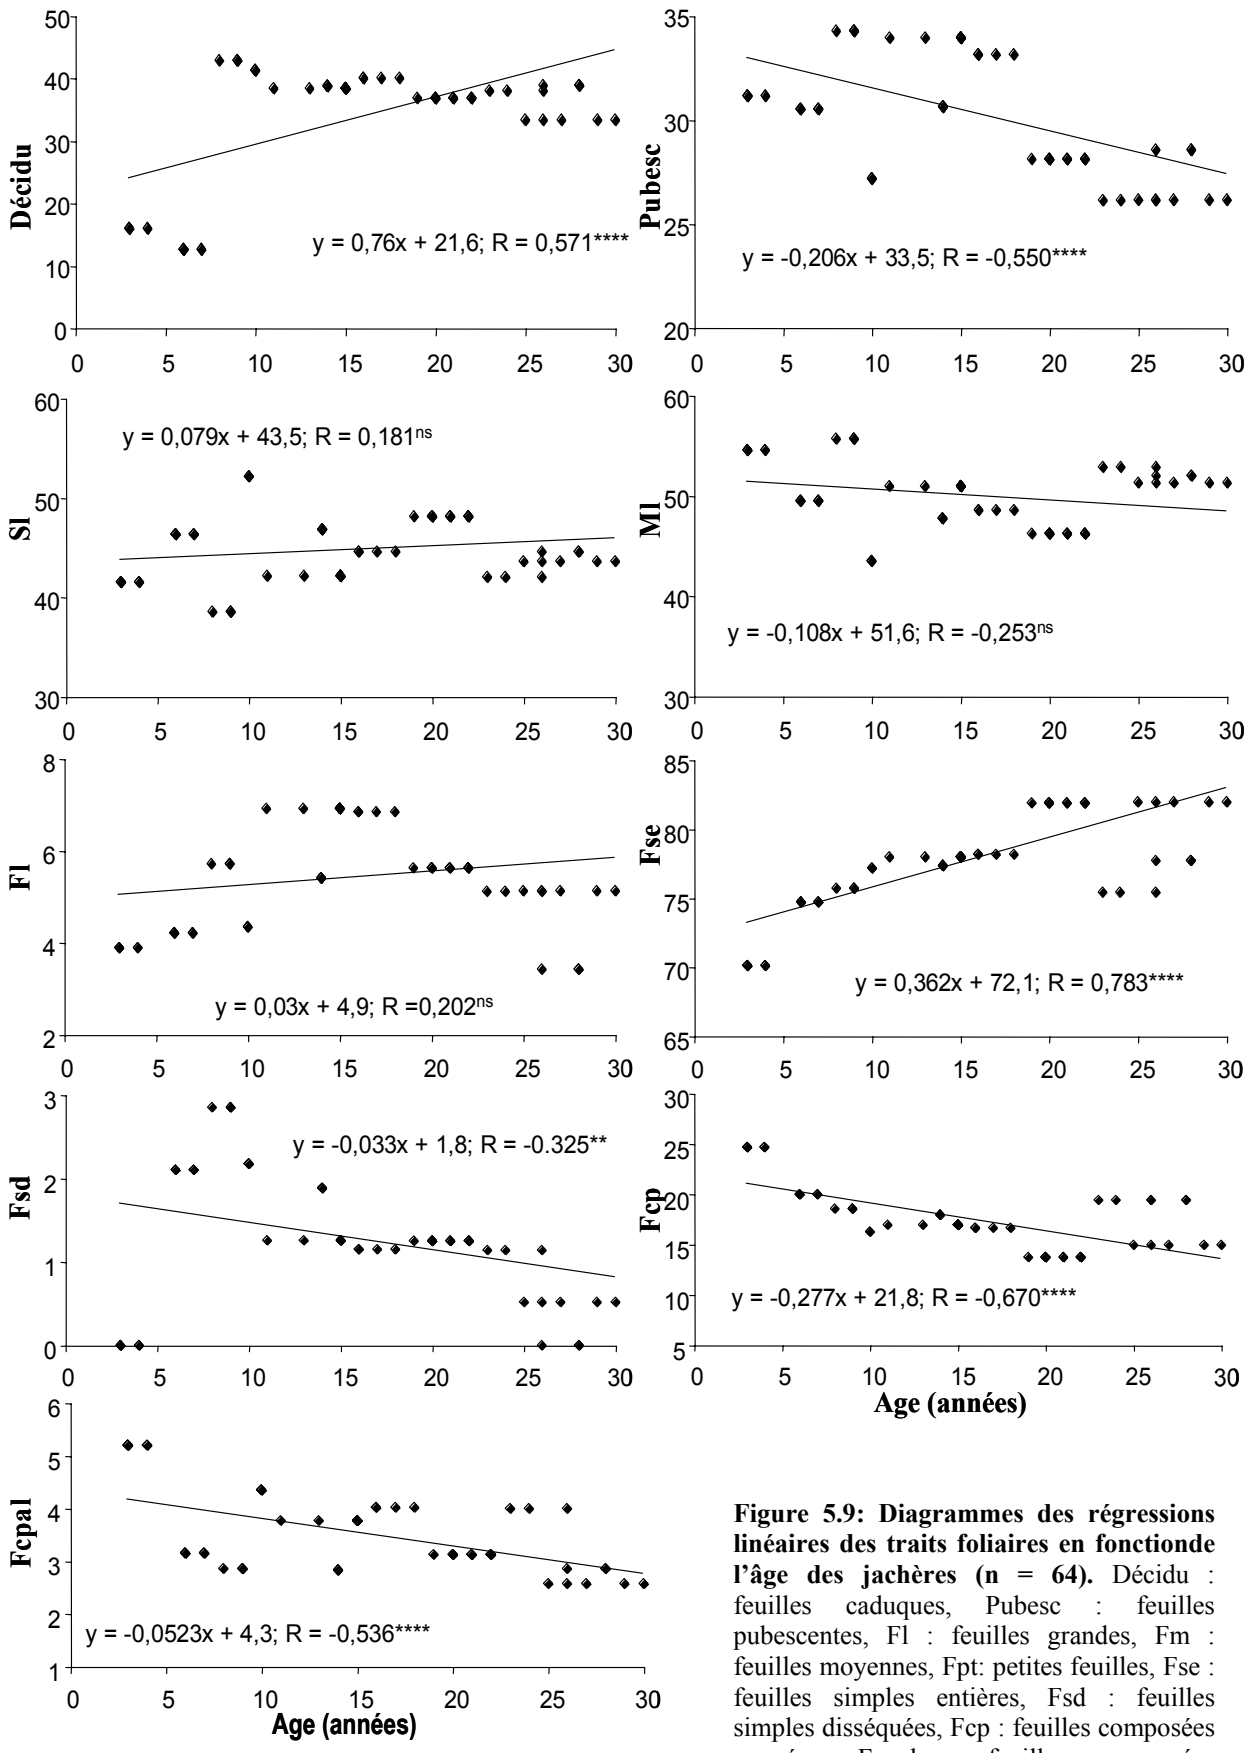 50
40
30
20
10
0
Décidu
y = 0,76x + 21,6; R = 0,571****
0 5 10 15 20 25 30
35
30
25
20
Pubesc
y = -0,206x + 33,5; R = -0,550****
0 5 10 15 20 25 30
60
50
40
30
Sl
y = 0,079x + 43,5; R = 0,181ns
0 5 10 15 20 25 30
60
50
40
30
Ml
y = -0,108x + 51,6; R = -0,253ns
0 5 10 15 20 25 30
8
6
4
2
Fl
y = 0,03x + 4,9; R =0,202ns
0 5 10 15 20 25 30
85
80
75
70
65
Fse
y = 0,362x + 72,1; R = 0,783****
0 5 10 15 20 25 30
3
2
1
0
Fsd
y = -0,033x + 1,8; R = -0.325**
0 5 10 15 20 25 30
30
25
20
15
10
5
Fcp
y = -0,277x + 21,8; R = -0,670****
0 5 10 15 20 25 30
Age (années)
6
5
4
3
2
1
Fcpal
y = -0,0523x + 4,3; R = -0,536****
0 5 10 15 20 25 30
Age (années)
Figure 5.9: Diagrammes des régressions
linéaires des traits foliaires en fonctionde
l'âge des jachères (n = 64). Décidu :
feuilles caduques, Pubesc : feuilles
pubescentes, Fl : feuilles grandes, Fm :
feuilles moyennes, Fpt: petites feuilles, Fse :
feuilles simples entières, Fsd : feuilles
simples disséquées, Fcp : feuilles composées